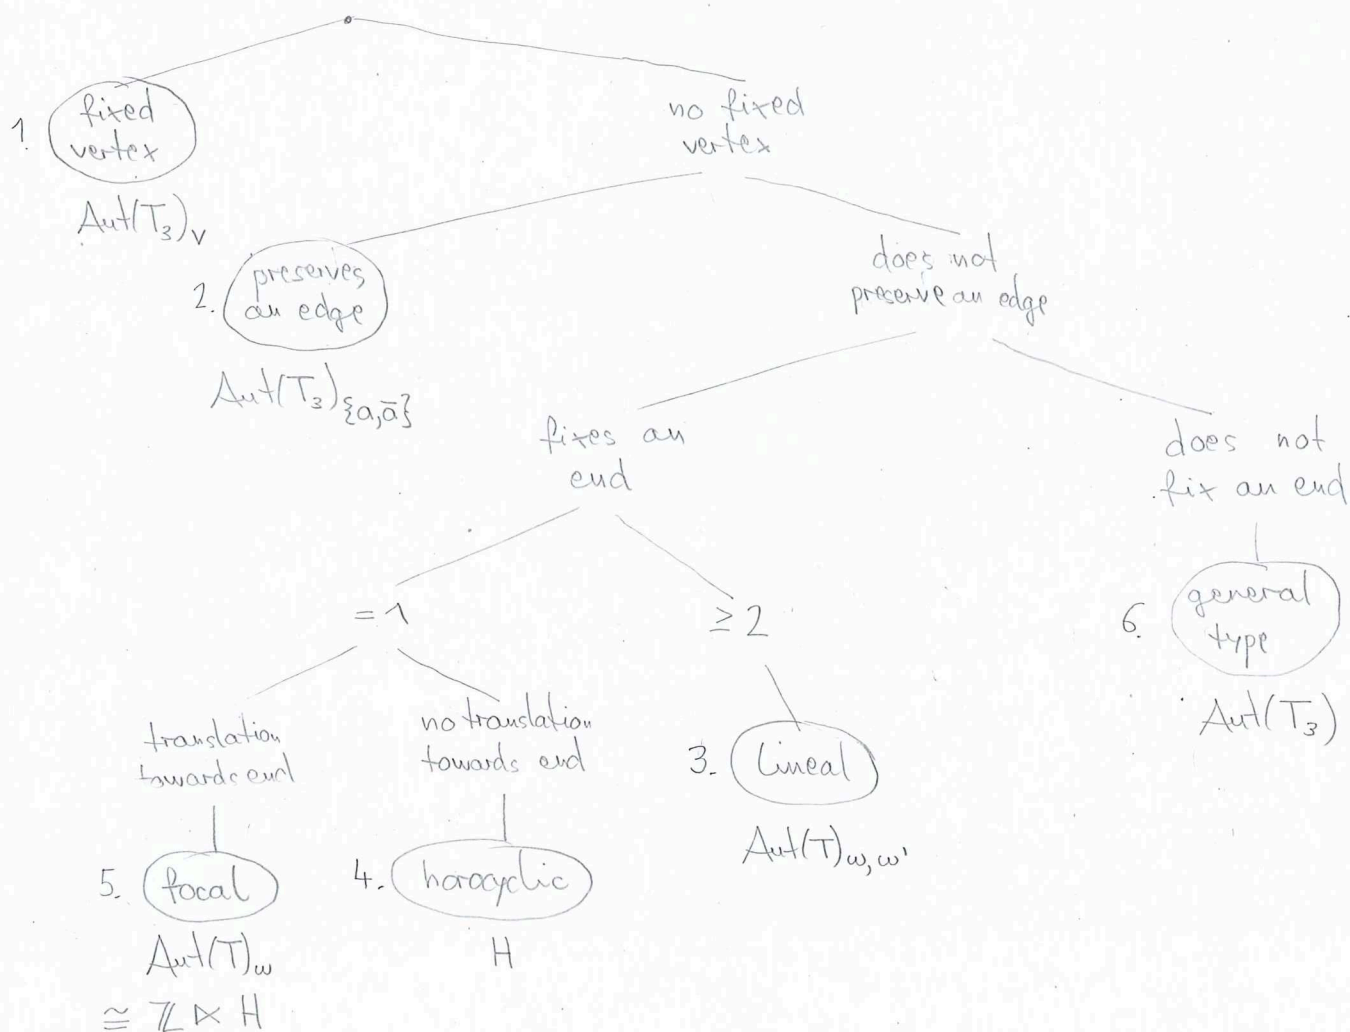 1. fixed
vertex
Aut(T₃)ᵥ
no fixed
vertex
2. preserves
an edge
Aut(T₃){a,ā}
does not
preserve an edge
fixes an
end
does not
fix an end
= 1
≥ 2
6. general
type
Aut(T₃)
translation
towards end
no translation
towards end
3. lineal
Aut(T)ω,ω'
5. focal
Aut(T)ω
≅ ℤ ⋉ H
4. horocyclic
H